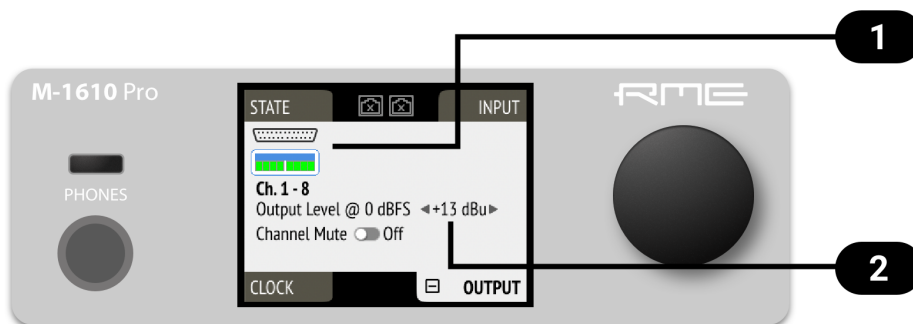 1
M-1610 Pro
RME
STATE
INPUT
PHONES
Ch. 1 - 8
Output Level @ 0 dBFS ◀+13 dBu▶
Channel Mute Off
CLOCK
OUTPUT
2